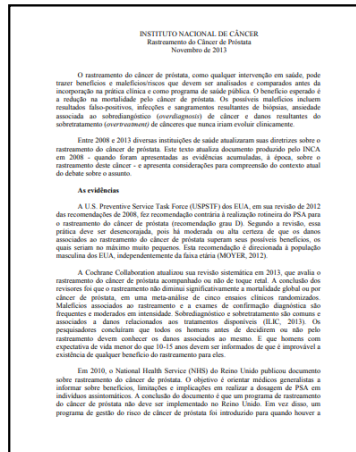 INSTITUTO NACIONAL DE CÂNCER
Rastreamento do Câncer de Próstata
Novembro de 2013
O rastreamento do câncer de próstata, como qualquer intervenção em saúde, pode
trazer benefícios e malefícios/riscos que devem ser analisados e comparados antes da
incorporação na prática clínica e como programa de saúde pública. O benefício esperado é
a redução na mortalidade pelo câncer de próstata. Os possíveis malefícios incluem
resultados falso-positivos, infecções e sangramentos resultantes de biópsias, ansiedade
associada ao sobrediagnóstico (overdiagnosis) de câncer e danos resultantes do
sobretratamento (overtreatment) de cânceres que nunca iriam evoluir clinicamente.
Entre 2008 e 2013 diversas instituições de saúde atualizaram suas diretrizes sobre o
rastreamento do câncer de próstata. Este texto atualiza documento produzido pelo INCA
em 2008 - quando foram apresentadas as evidências acumuladas, à época, sobre o
rastreamento deste câncer - e apresenta considerações para compreensão do contexto atual
do debate sobre o assunto.
As evidências
A U.S. Preventive Service Task Force (USPSTF) dos EUA, em sua revisão de 2012
das recomendações de 2008, fez recomendação contrária à realização rotineira do PSA para
o rastreamento do câncer de próstata (recomendação grau D). Segundo a revisão, essa
prática deve ser desencorajada, pois há moderada ou alta certeza de que os danos
associados ao rastreamento do câncer de próstata superam seus possíveis benefícios, os
quais seriam no máximo muito pequenos. Esta recomendação é direcionada à população
masculina dos EUA, independentemente da faixa etária (MOYER, 2012).
A Cochrane Collaboration atualizou sua revisão sistemática em 2013, que avalia o
rastreamento do câncer de próstata acompanhado ou não de toque retal. A conclusão dos
revisores foi que o rastreamento não diminui significativamente a mortalidade global ou por
câncer de próstata, em uma meta-análise de cinco ensaios clínicos randomizados.
Malefícios associados ao rastreamento e a exames de confirmação diagnóstica são
frequentes e moderados em intensidade. Sobrediagnóstico e sobretratamento são comuns e
associados a danos relacionados aos tratamentos disponíveis (ILIC, 2013). Os
pesquisadores concluíram que todos os homens antes de decidirem ou não pelo
rastreamento devem conhecer os danos associados ao mesmo. E que homens com
expectativa de vida menor do que 10-15 anos devem ser informados de que é improvável a
existência de qualquer benefício do rastreamento para eles.
Em 2010, o National Health Service (NHS) do Reino Unido publicou documento
sobre rastreamento do câncer de próstata. O objetivo é orientar médicos generalistas a
informar sobre benefícios, limitações e implicações em realizar a dosagem de PSA em
indivíduos assintomáticos. A conclusão do documento é que um programa de rastreamento
do câncer de próstata não deve ser implementado no Reino Unido. Em vez disso, um
programa de gestão do risco de câncer de próstata foi introduzido para quando houver a